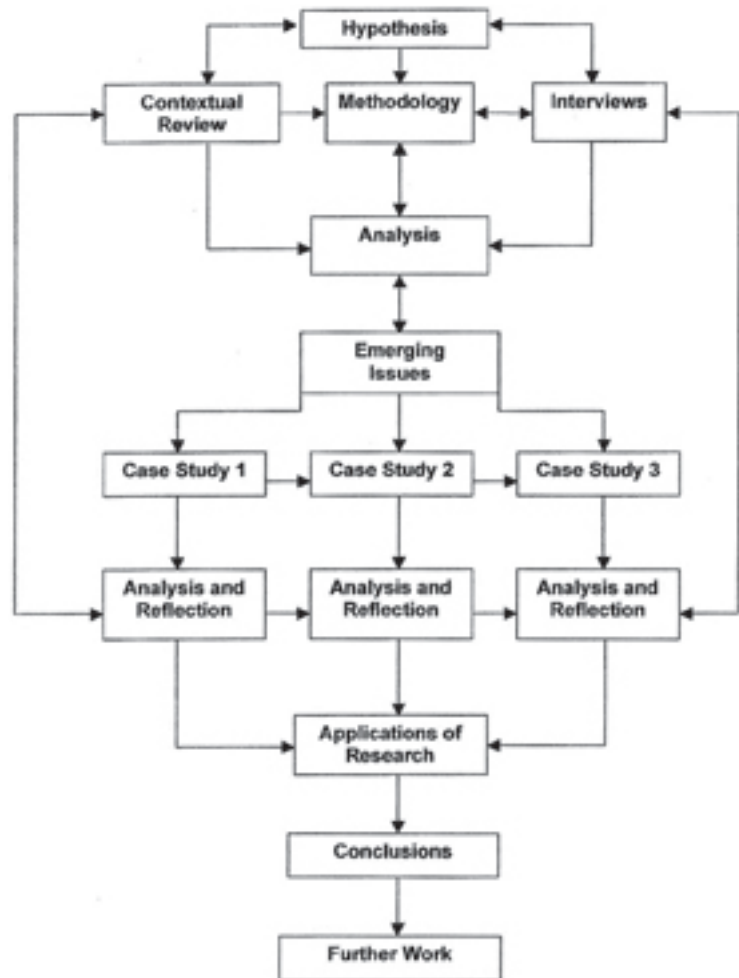 Hypothesis
Contextual
Review
Methodology
Interviews
Analysis
Emerging
Issues
Case Study 1
Case Study 2
Case Study 3
Analysis and
Reflection
Analysis and
Reflection
Analysis and
Reflection
Applications of
Research
Conclusions
Further Work